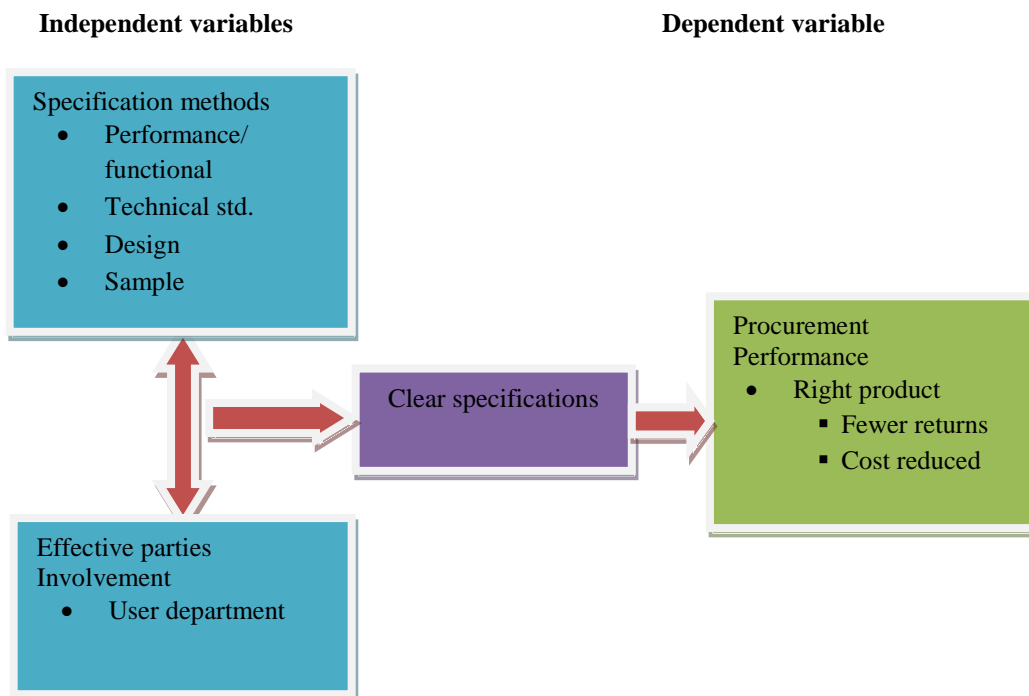 Independent variables
Dependent variable
Specification methods
• Performance/
functional
• Technical std.
• Design
• Sample
Clear specifications
Procurement
Performance
• Right product
▪ Fewer returns
▪ Cost reduced
Effective parties
Involvement
• User department